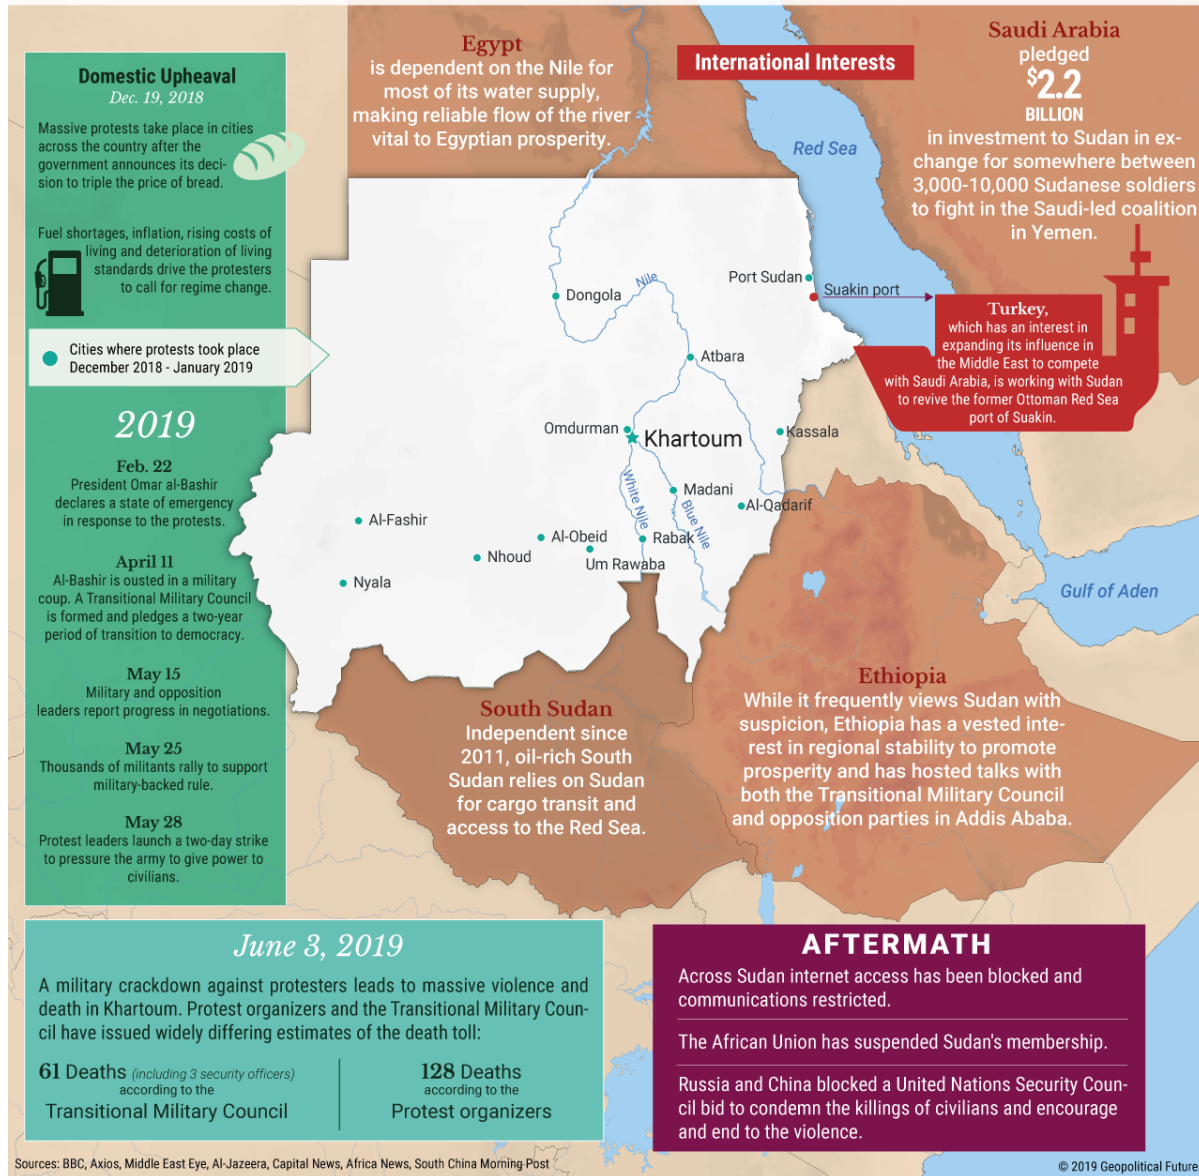 Domestic Upheaval
Dec. 19, 2018
Massive protests take place in cities
across the country after the
government announces its deci-
sion to triple the price of bread.
Fuel shortages, inflation, rising costs of
living and deterioration of living
standards drive the protesters
to call for regime change.
Cities where protests took place
December 2018 - January 2019
2019
Feb. 22
President Omar al-Bashir
declares a state of emergency
in response to the protests.
April 11
Al-Bashir is ousted in a military
coup. A Transitional Military Council
is formed and pledges a two-year
period of transition to democracy.
May 15
Military and opposition
leaders report progress in negotiations.
May 25
Thousands of militants rally to support
military-backed rule.
May 28
Protest leaders launch a two-day strike
to pressure the army to give power to
civilians.
Egypt
is dependent on the Nile for
most of its water supply,
making reliable flow of the river
vital to Egyptian prosperity.
International Interests
Red Sea
Saudi Arabia
pledged
$2.2
BILLION
in investment to Sudan in ex-
change for somewhere between
3,000-10,000 Sudanese soldiers
to fight in the Saudi-led coalition
in Yemen.
Port Sudan
Suakin port
Dongola
Nile
Turkey,
which has an interest in
expanding its influence in
the Middle East to compete
with Saudi Arabia, is working with Sudan
to revive the former Ottoman Red Sea
port of Suakin.
Atbara
Omdurman
Khartoum
Kassala
White Nile
Madani
Blue Nile
Al-Qadarif
Al-Fashir
Al-Obeid
Rabak
Nhoud
Um Rawaba
Nyala
Gulf of Aden
South Sudan
Independent since
2011, oil-rich South
Sudan relies on Sudan
for cargo transit and
access to the Red Sea.
Ethiopia
While it frequently views Sudan with
suspicion, Ethiopia has a vested inte-
rest in regional stability to promote
prosperity and has hosted talks with
both the Transitional Military Council
and opposition parties in Addis Ababa.
June 3, 2019
A military crackdown against protesters leads to massive violence and
death in Khartoum. Protest organizers and the Transitional Military Coun-
cil have issued widely differing estimates of the death toll:
61 Deaths (including 3 security officers)
according to the
Transitional Military Council
128 Deaths
according to the
Protest organizers
AFTERMATH
Across Sudan internet access has been blocked and
communications restricted.
The African Union has suspended Sudan's membership.
Russia and China blocked a United Nations Security Coun-
cil bid to condemn the killings of civilians and encourage
and end to the violence.
Sources: BBC, Axios, Middle East Eye, Al-Jazeera, Capital News, Africa News, South China Morning Post
© 2019 Geopolitical Future